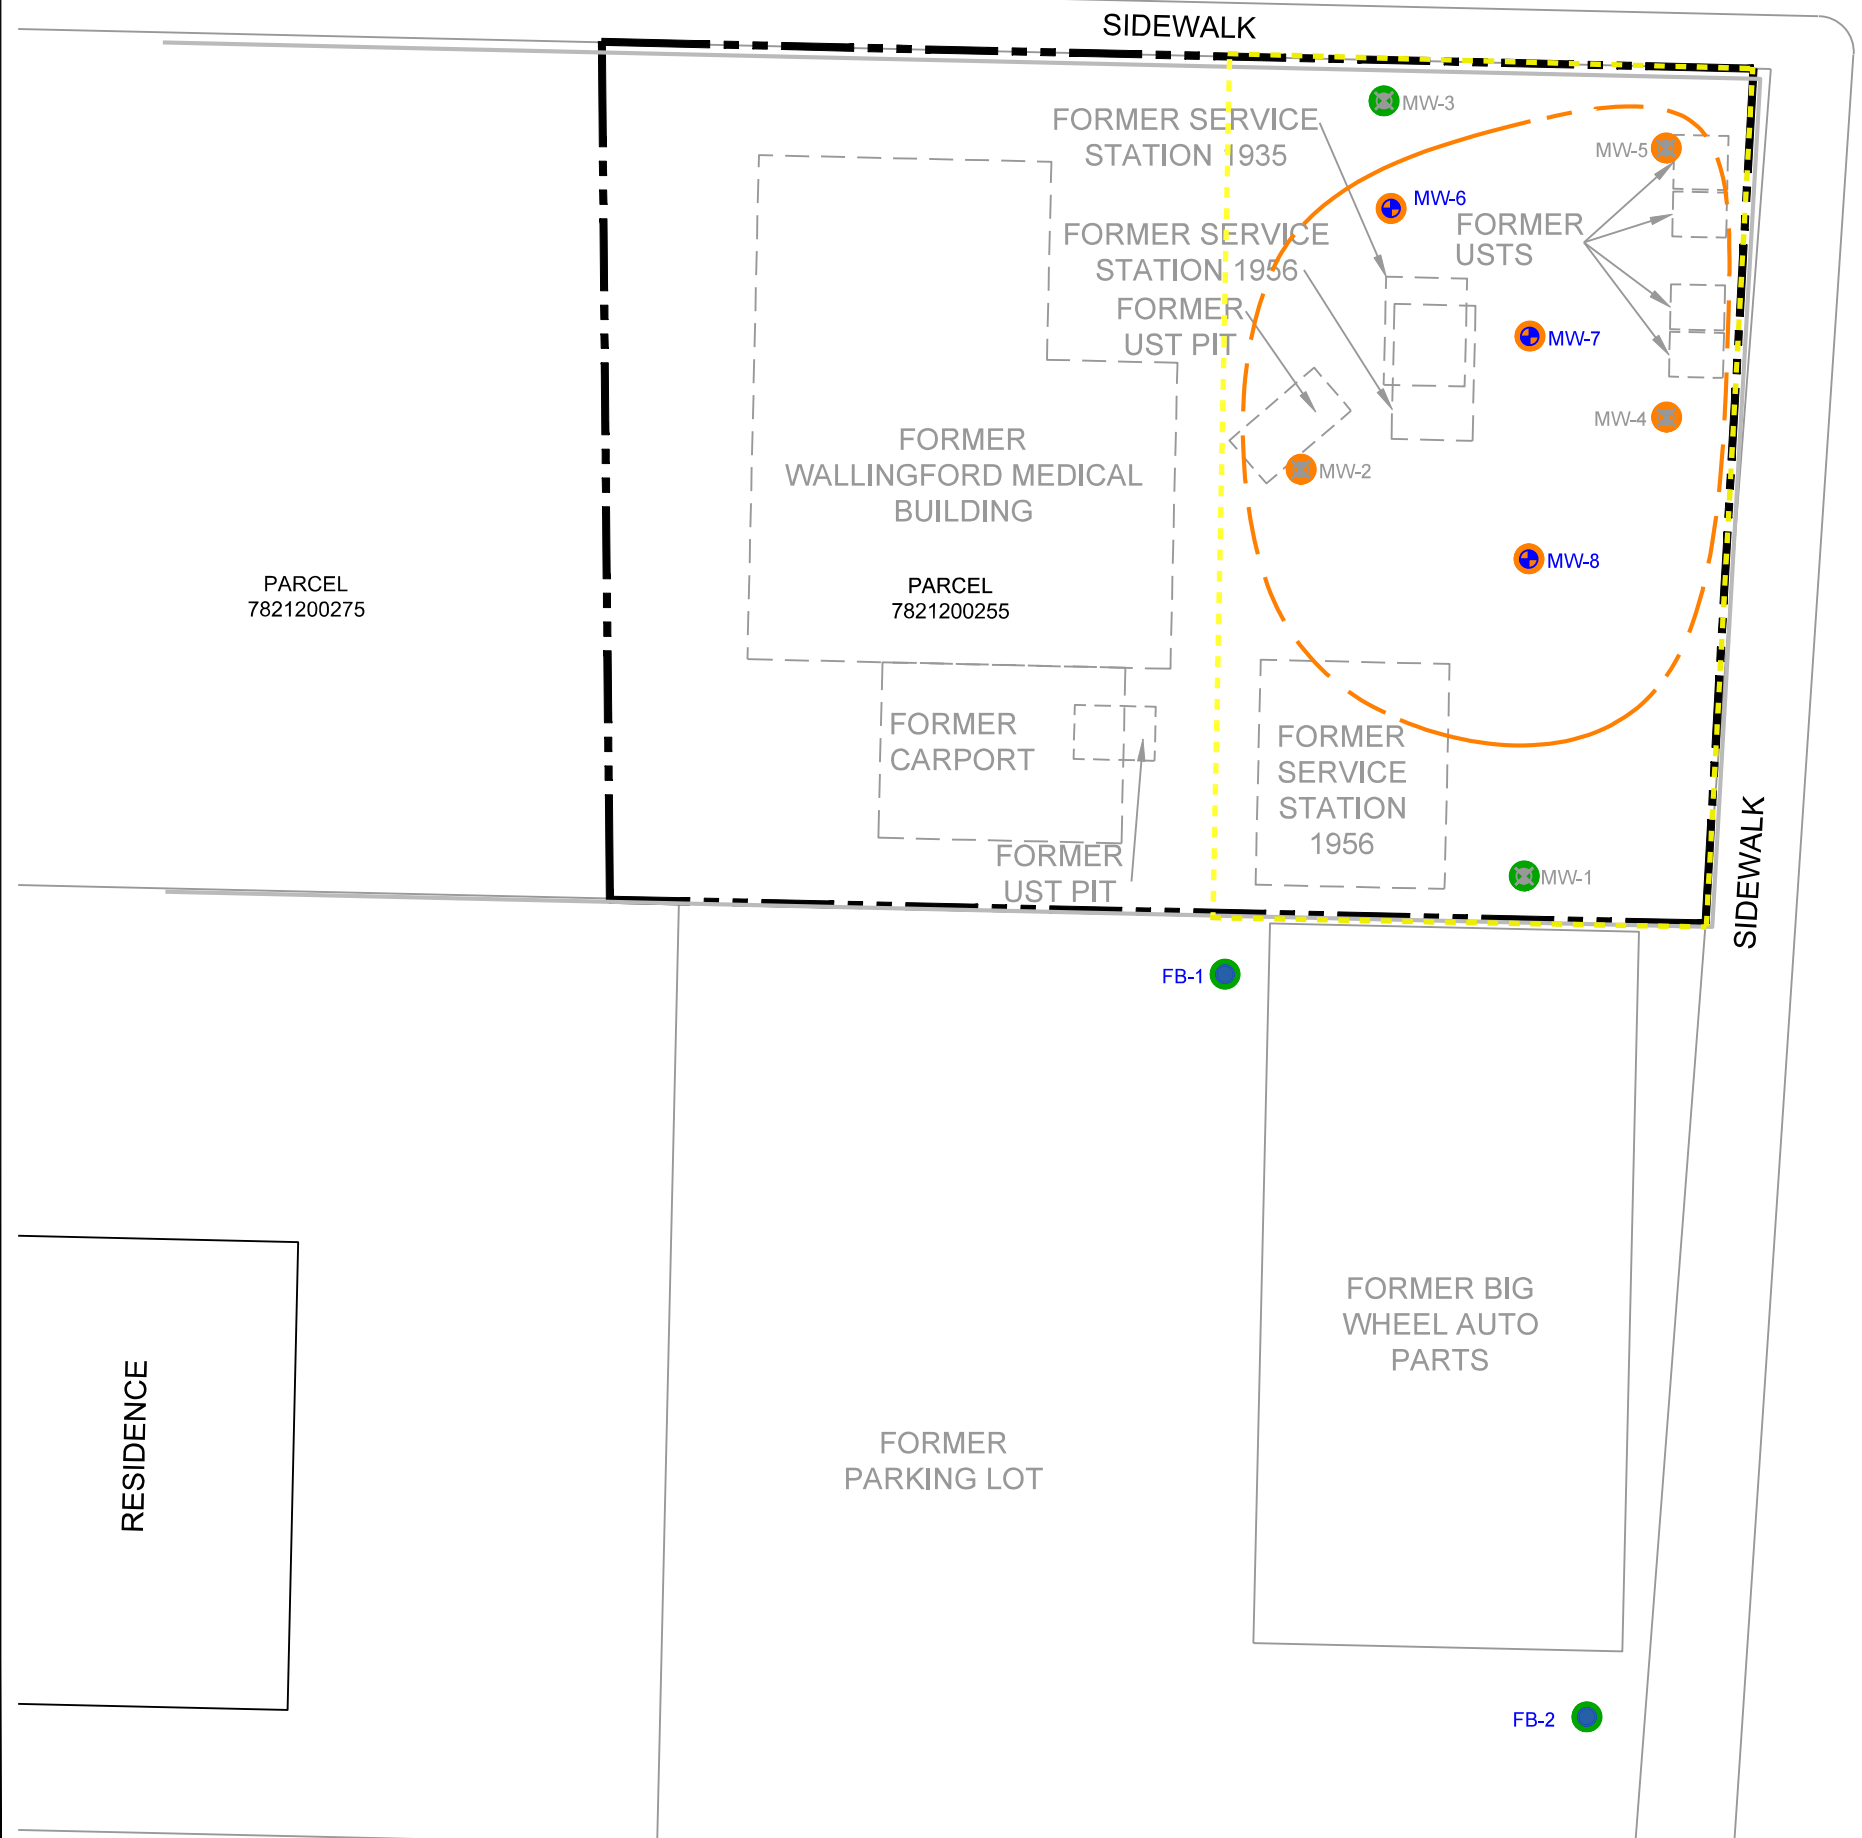 SIDEWALK
MW-3
FORMER SERVICE
STATION 1935
MW-5
MW-6
FORMER
USTS
FORMER SERVICE
STATION 1956
FORMER
UST PIT
MW-7
MW-4
MW-2
FORMER
WALLINGFORD MEDICAL
BUILDING
MW-8
PARCEL
7821200275
PARCEL
7821200255
FORMER
CARPORT
FORMER
SERVICE
STATION
1956
FORMER
UST PIT
MW-1
SIDEWALK
FB-1
FORMER BIG
WHEEL AUTO
PARTS
RESIDENCE
FORMER
PARKING LOT
FB-2